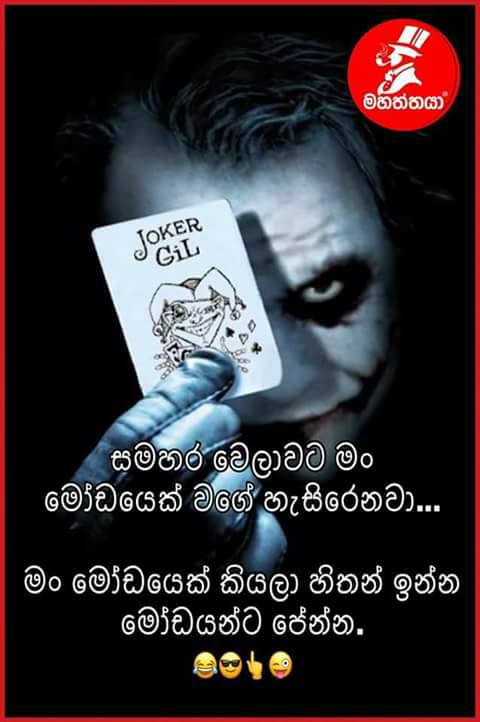 මහත්තයා
JOKER
GiL
සමහර වෙලාවට මං
මෝඩයෙක් වගේ හැසිරෙනවා...
මං මෝඩයෙක් කියලා හිතන් ඉන්න
මෝඩයන්ට පේන්න.
😂😎👆😜